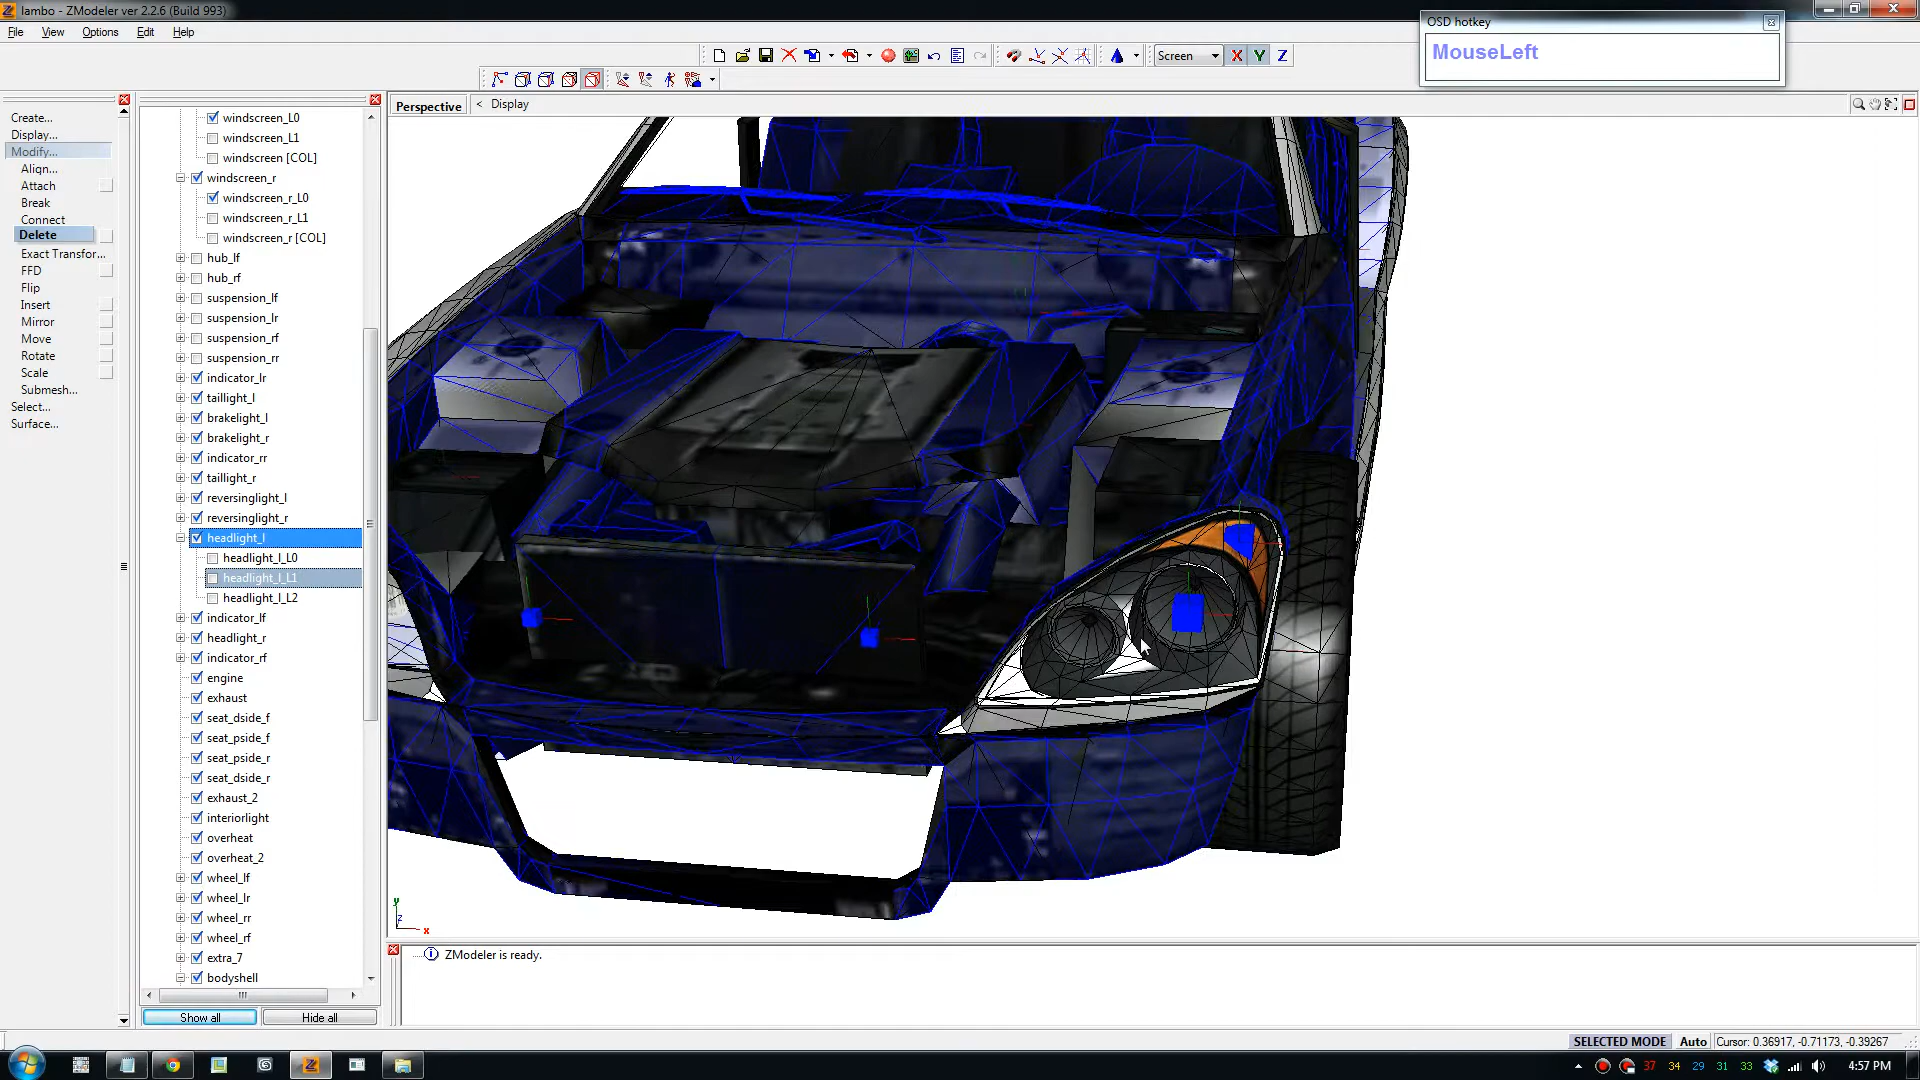 lambo - ZModeler ver 2.2.6 (Build 993)
File View Options Edit Help
OSD hotkey
MouseLeft
Screen X Y Z
Perspective < Display
Create...
Display...
Modify...
Align...
Attach
Break
Connect
Delete
Exact Transfor...
FFD
Flip
Insert
Mirror
Move
Rotate
Scale
Submesh...
Select...
Surface...
windscreen_L0
windscreen_L1
windscreen [COL]
windscreen_r
windscreen_r_L0
windscreen_r_L1
windscreen_r [COL]
hub_lf
hub_rf
suspension_lf
suspension_lr
suspension_rf
suspension_rr
indicator_lr
taillight_l
brakelight_l
brakelight_r
indicator_rr
taillight_r
reversinglight_l
reversinglight_r
headlight_l
headlight_l_L0
headlight_l_L1
headlight_l_L2
indicator_lf
headlight_r
indicator_rf
engine
exhaust
seat_dside_f
seat_pside_f
seat_pside_r
seat_dside_r
exhaust_2
interiorlight
overheat
overheat_2
wheel_lf
wheel_lr
wheel_rr
wheel_rf
extra_7
bodyshell
Show all Hide all
y
z
x
ZModeler is ready.
SELECTED MODE Auto Cursor: 0.36917, -0.71173, -0.39267
37 34 29 31 33 4:57 PM